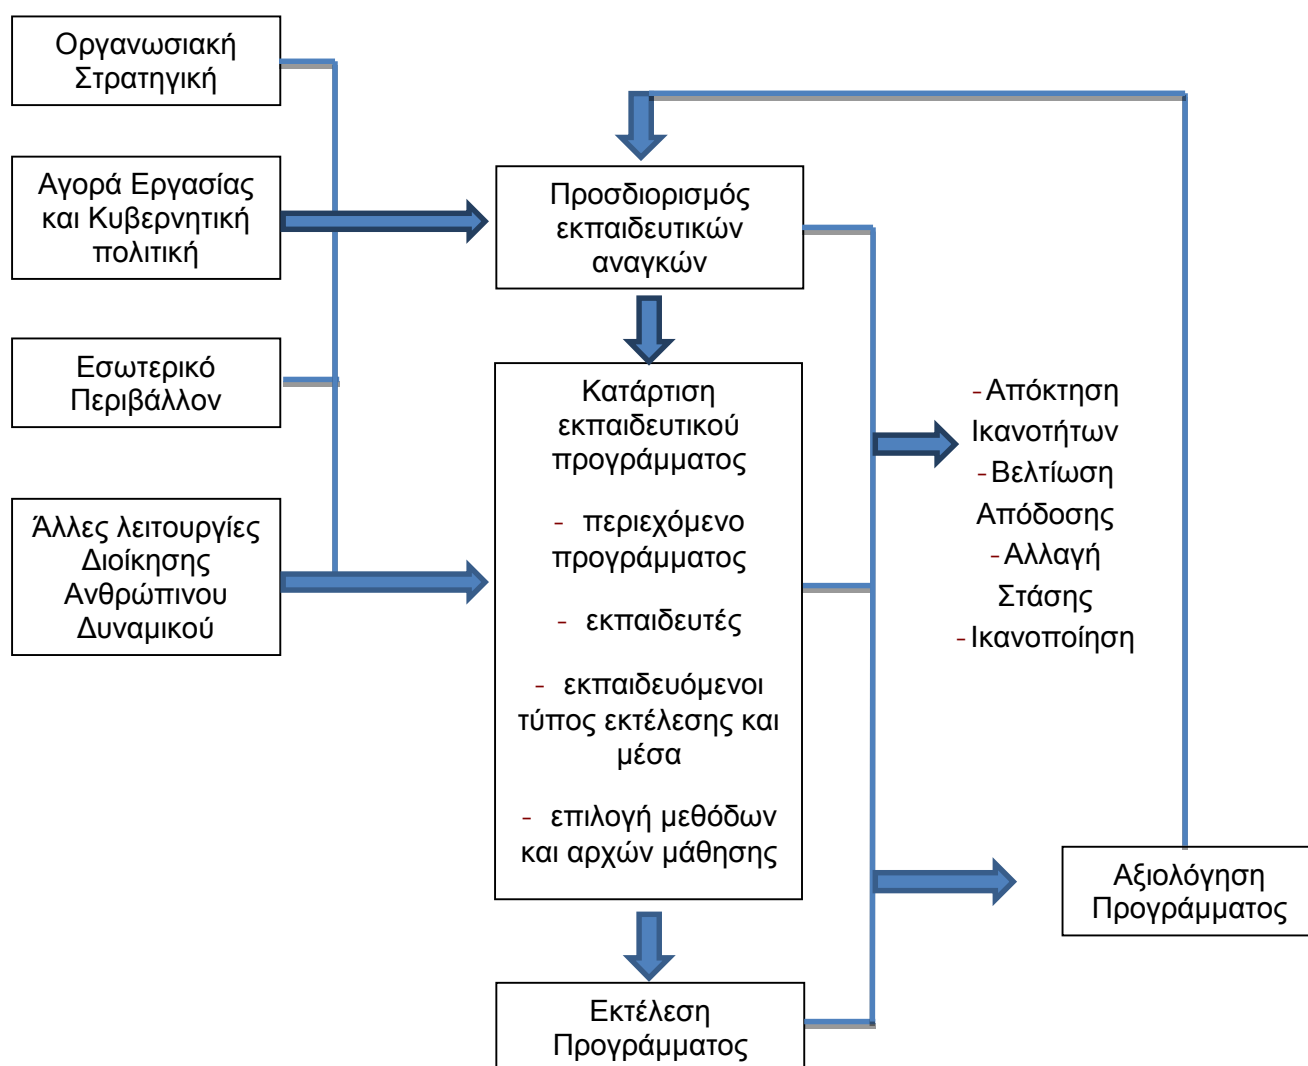 Οργανωσιακή
Στρατηγική
Αγορά Εργασίας
και Κυβερνητική
πολιτική
Εσωτερικό
Περιβάλλον
Άλλες λειτουργίες
Διοίκησης
Ανθρώπινου
Δυναμικού
Προσδιορισμός
εκπαιδευτικών
αναγκών
Κατάρτιση
εκπαιδευτικού
προγράμματος
- περιεχόμενο
προγράμματος
- εκπαιδευτές
- εκπαιδευόμενοι
τύπος εκτέλεσης και
μέσα
- επιλογή μεθόδων
και αρχών μάθησης
Εκτέλεση
Προγράμματος
-Απόκτηση
Ικανοτήτων
-Βελτίωση
Απόδοσης
-Αλλαγή
Στάσης
-Ικανοποίηση
Αξιολόγηση
Προγράμματος